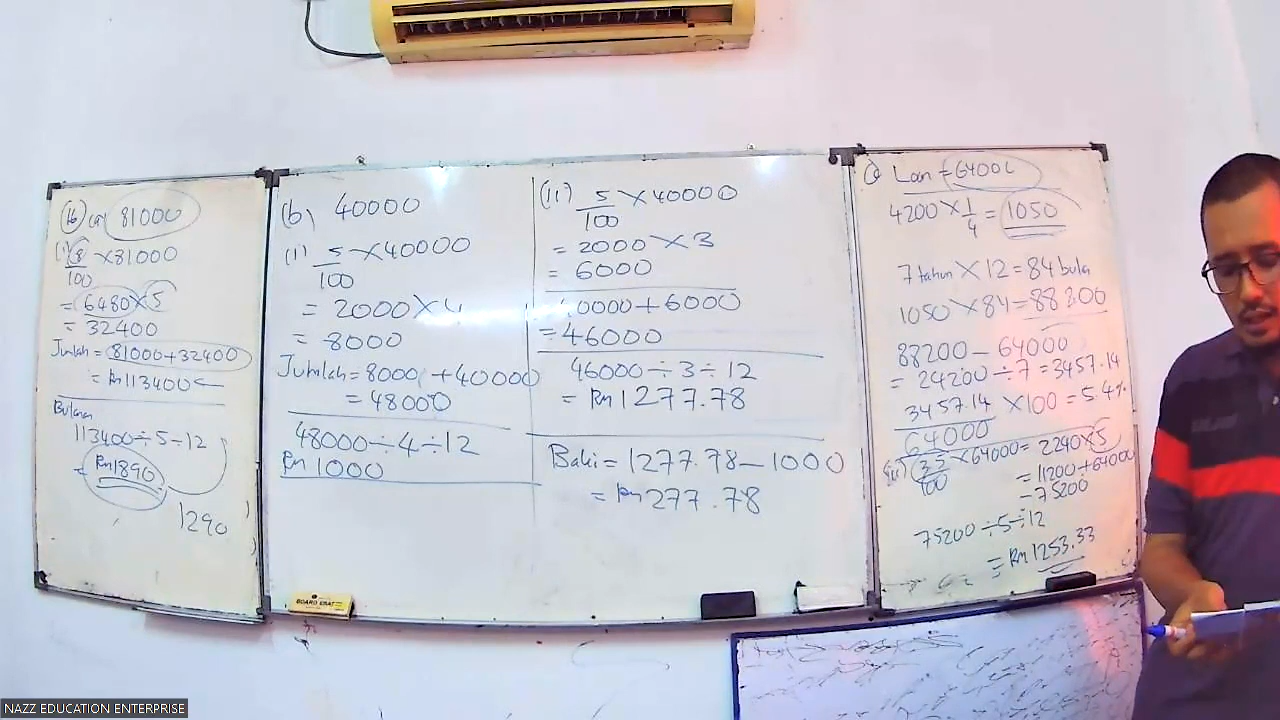 16 (a) 81000
(i) 8/100 × 81000
= 6480 × 5
= 32400
Jumlah = 81000 + 32400
= RM113400
Bulanan
113400 ÷ 5 ÷ 12
= RM1890
1290
(b) 40000
(i) 5/100 × 40000
= 2000 × 4
= 8000
Jumlah = 8000 + 40000
= 48000
48000 ÷ 4 ÷ 12
RM1000
BOARD ERASER
(ii) 5/100 × 40000
= 2000 × 3
= 6000
40000 + 6000
= 46000
46000 ÷ 3 ÷ 12
= RM1277.78
Baki = 1277.78 – 1000
= RM277.78
Loan = 64000
4200 × 1/4 = 1050
7 tahun × 12 = 84 bulan
1050 × 84 = 88200
88200 – 64000
= 24200 ÷ 7 = 3457.14
3457.14/64000 × 100 = 5.4%
(ii) 3.5/100 × 64000 = 2240 × 5
= 11200 + 64000
= 75200
75200 ÷ 5 ÷ 12
= RM1253.33
NAZZ EDUCATION ENTERPRISE